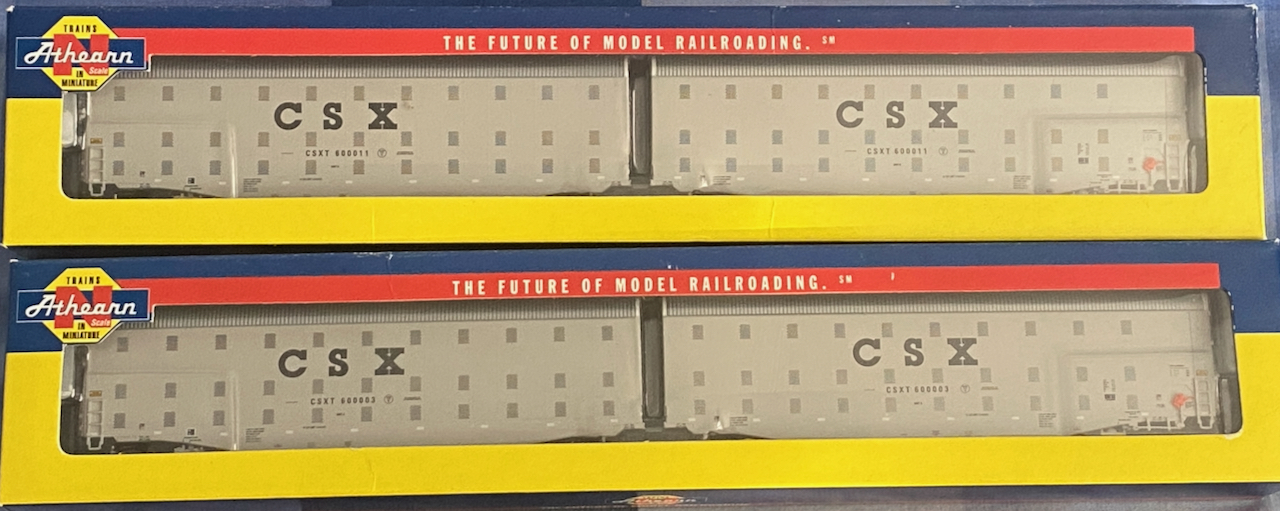 TRAINS
Athearn
N
Scale
IN
MINIATURE
THE FUTURE OF MODEL RAILROADING. SM
CSX
CSX
CSXT 600011
CSXT 600011
TRAINS
Athearn
N
Scale
IN
MINIATURE
THE FUTURE OF MODEL RAILROADING. SM
CSX
CSX
CSXT 600003
CSXT 600003